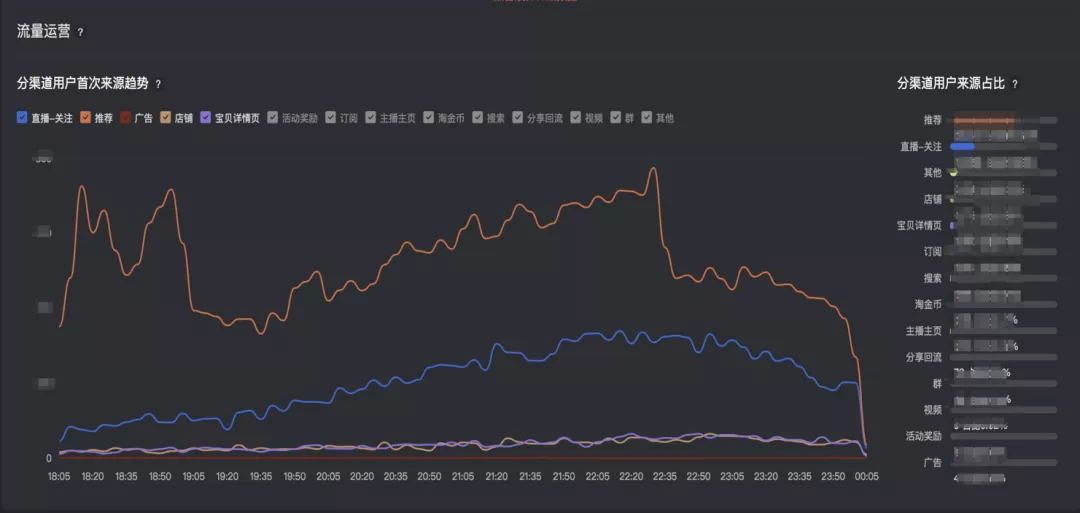 流量运营 ?
分渠道用户首次来源趋势 ?
直播-关注 推荐 广告 店铺 宝贝详情页 活动奖励 订阅 主播主页 淘金币 搜索 分享回流 视频 群 其他
0
18:05 18:20 18:35 18:50 19:05 19:20 19:35 19:50 20:05 20:20 20:35 20:50 21:05 21:20 21:35 21:50 22:05 22:20 22:35 22:50 23:05 23:20 23:35 23:50 00:05
分渠道用户来源占比 ?
推荐
直播-关注
其他
店铺
宝贝详情页
订阅
搜索
淘金币
主播主页
分享回流
群
视频
活动奖励
广告